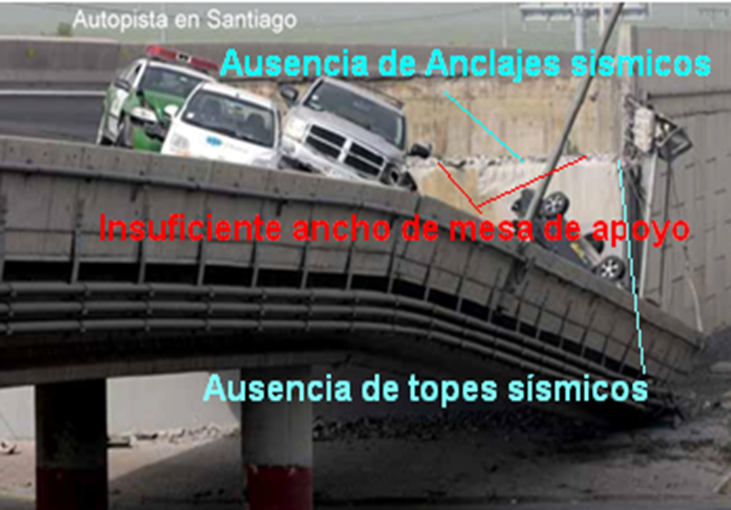 Autopista en Santiago
Ausencia de Anclajes sísmicos
Insuficiente ancho de mesa de apoyo
Ausencia de topes sísmicos